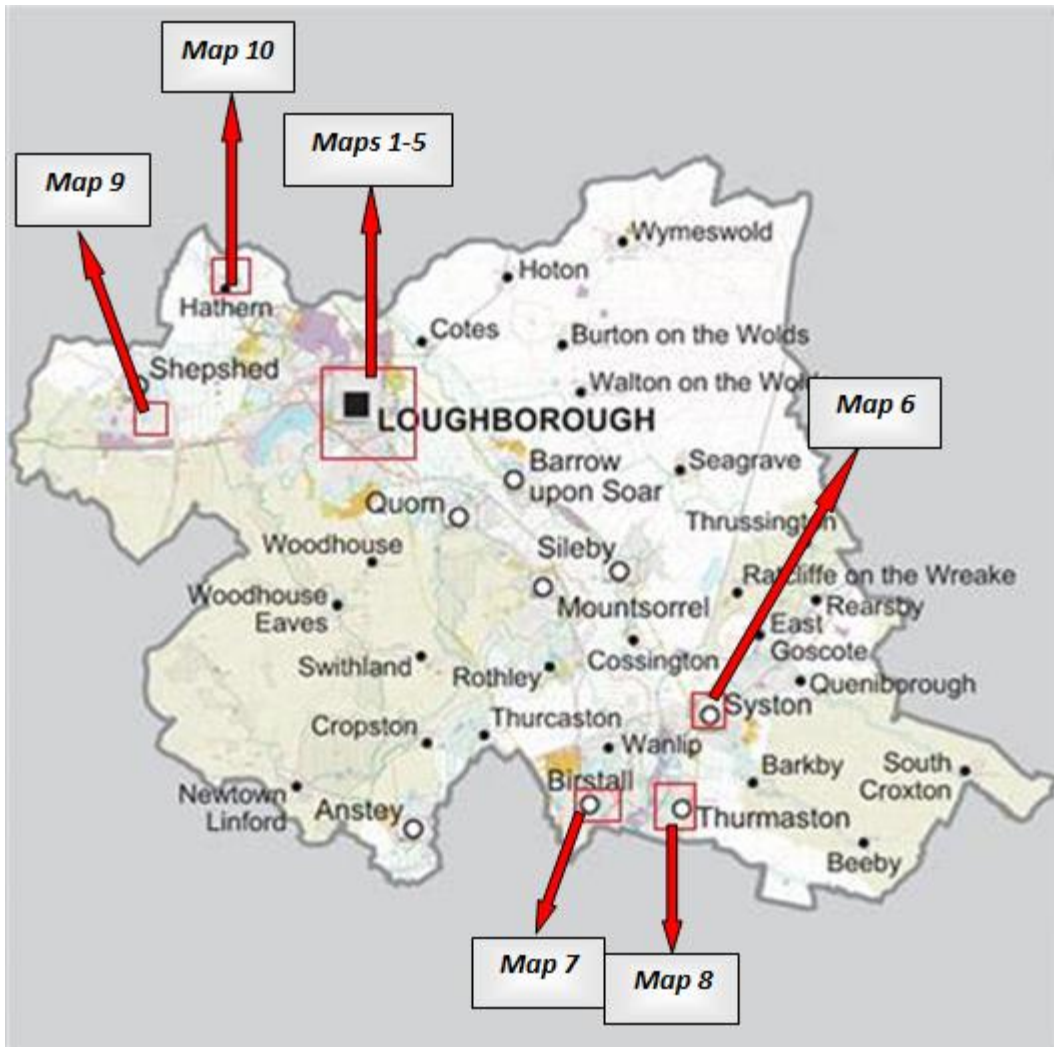 Map 10
Maps 1-5
Map 9
Wymeswold
Hoton
Hathern
Cotes
Burton on the Wolds
Shepshed
Walton on the Wold
Map 6
LOUGHBOROUGH
Barrow
upon Soar
Seagrave
Quorn
Thrussington
Sileby
Woodhouse
Ratcliffe on the Wreake
Woodhouse
Eaves
Mountsorrel
Rearsby
East
Goscote
Swithland
Rothley
Cossington
Queniborough
Syston
Cropston
Thurcaston
Wanlip
Barkby
South
Croxton
Newtown
Linford
Birstall
Anstey
Thurmaston
Beeby
Map 7
Map 8